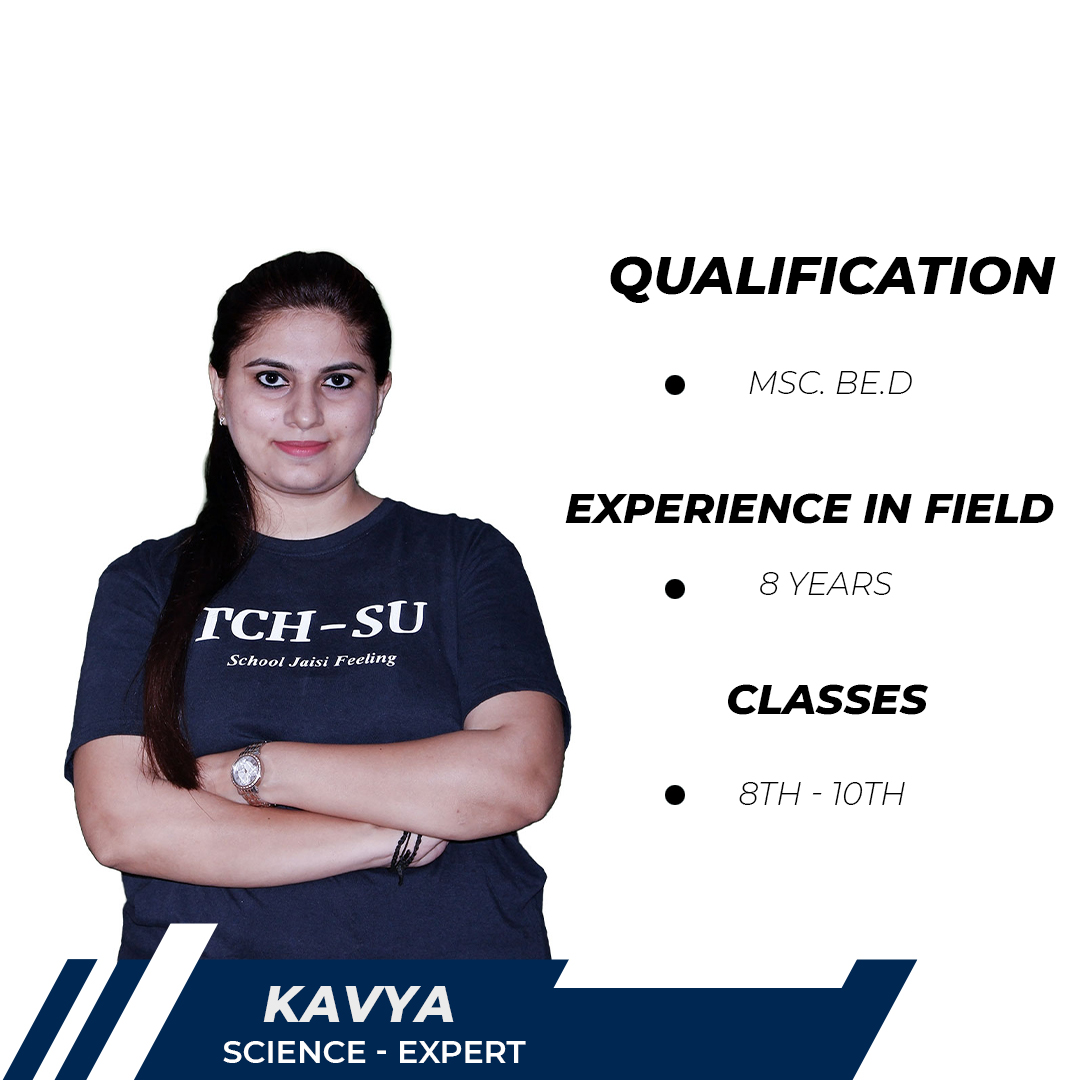 QUALIFICATION
MSC. BE.D
EXPERIENCE IN FIELD
8 YEARS
CLASSES
8TH - 10TH
TCH-SU
School Jaisi Feeling
KAVYA
SCIENCE - EXPERT